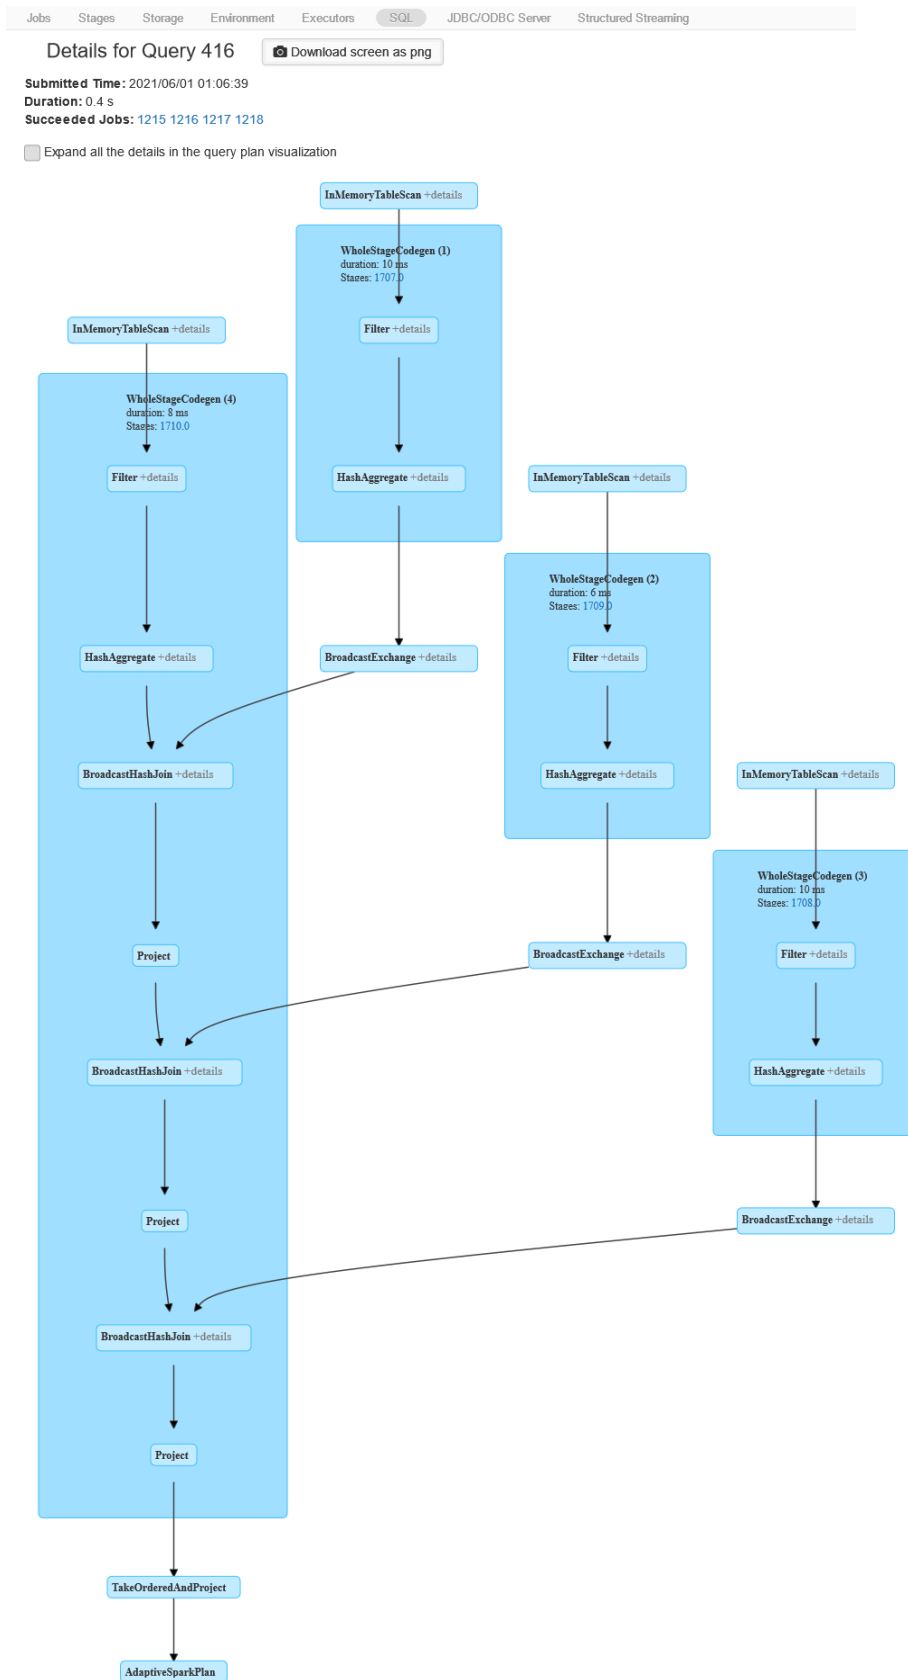 Jobs Stages Storage Environment Executors SQL JDBC/ODBC Server Structured Streaming
Details for Query 416
Download screen as png
Submitted Time: 2021/06/01 01:06:39
Duration: 0.4 s
Succeeded Jobs: 1215 1216 1217 1218
Expand all the details in the query plan visualization
InMemoryTableScan +details
WholeStageCodegen (1)
duration: 10 ms
Stages: 1707.0
InMemoryTableScan +details
Filter +details
WholeStageCodegen (4)
duration: 8 ms
Stages: 1710.0
Filter +details
HashAggregate +details
InMemoryTableScan +details
WholeStageCodegen (2)
duration: 6 ms
Stages: 1709.0
HashAggregate +details
BroadcastExchange +details
Filter +details
BroadcastHashJoin +details
HashAggregate +details
InMemoryTableScan +details
WholeStageCodegen (3)
duration: 10 ms
Stages: 1708.0
Project
BroadcastExchange +details
Filter +details
BroadcastHashJoin +details
HashAggregate +details
Project
BroadcastExchange +details
BroadcastHashJoin +details
Project
TakeOrderedAndProject
AdaptiveSparkPlan